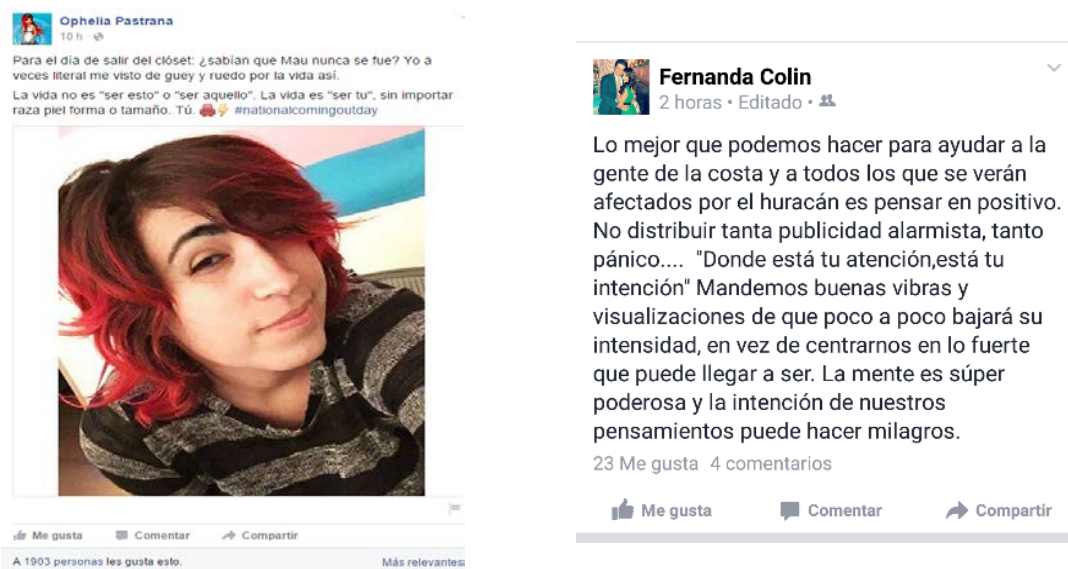 Ophelia Pastrana
10 h ·
Para el día de salir del clóset: ¿sabían que Mau nunca se fue? Yo a
veces literal me visto de guey y ruedo por la vida así.
La vida no es "ser esto" o "ser aquello". La vida es "ser tu", sin importar
raza piel forma o tamaño. Tú. #nationalcomingoutday
Me gusta Comentar Compartir
A 1903 personas les gusta esto. Más relevantes
Fernanda Colin
2 horas · Editado ·
Lo mejor que podemos hacer para ayudar a la
gente de la costa y a todos los que se verán
afectados por el huracán es pensar en positivo.
No distribuir tanta publicidad alarmista, tanto
pánico.... "Donde está tu atención,está tu
intención" Mandemos buenas vibras y
visualizaciones de que poco a poco bajará su
intensidad, en vez de centrarnos en lo fuerte
que puede llegar a ser. La mente es súper
poderosa y la intención de nuestros
pensamientos puede hacer milagros.
23 Me gusta 4 comentarios
Me gusta Comentar Compartir